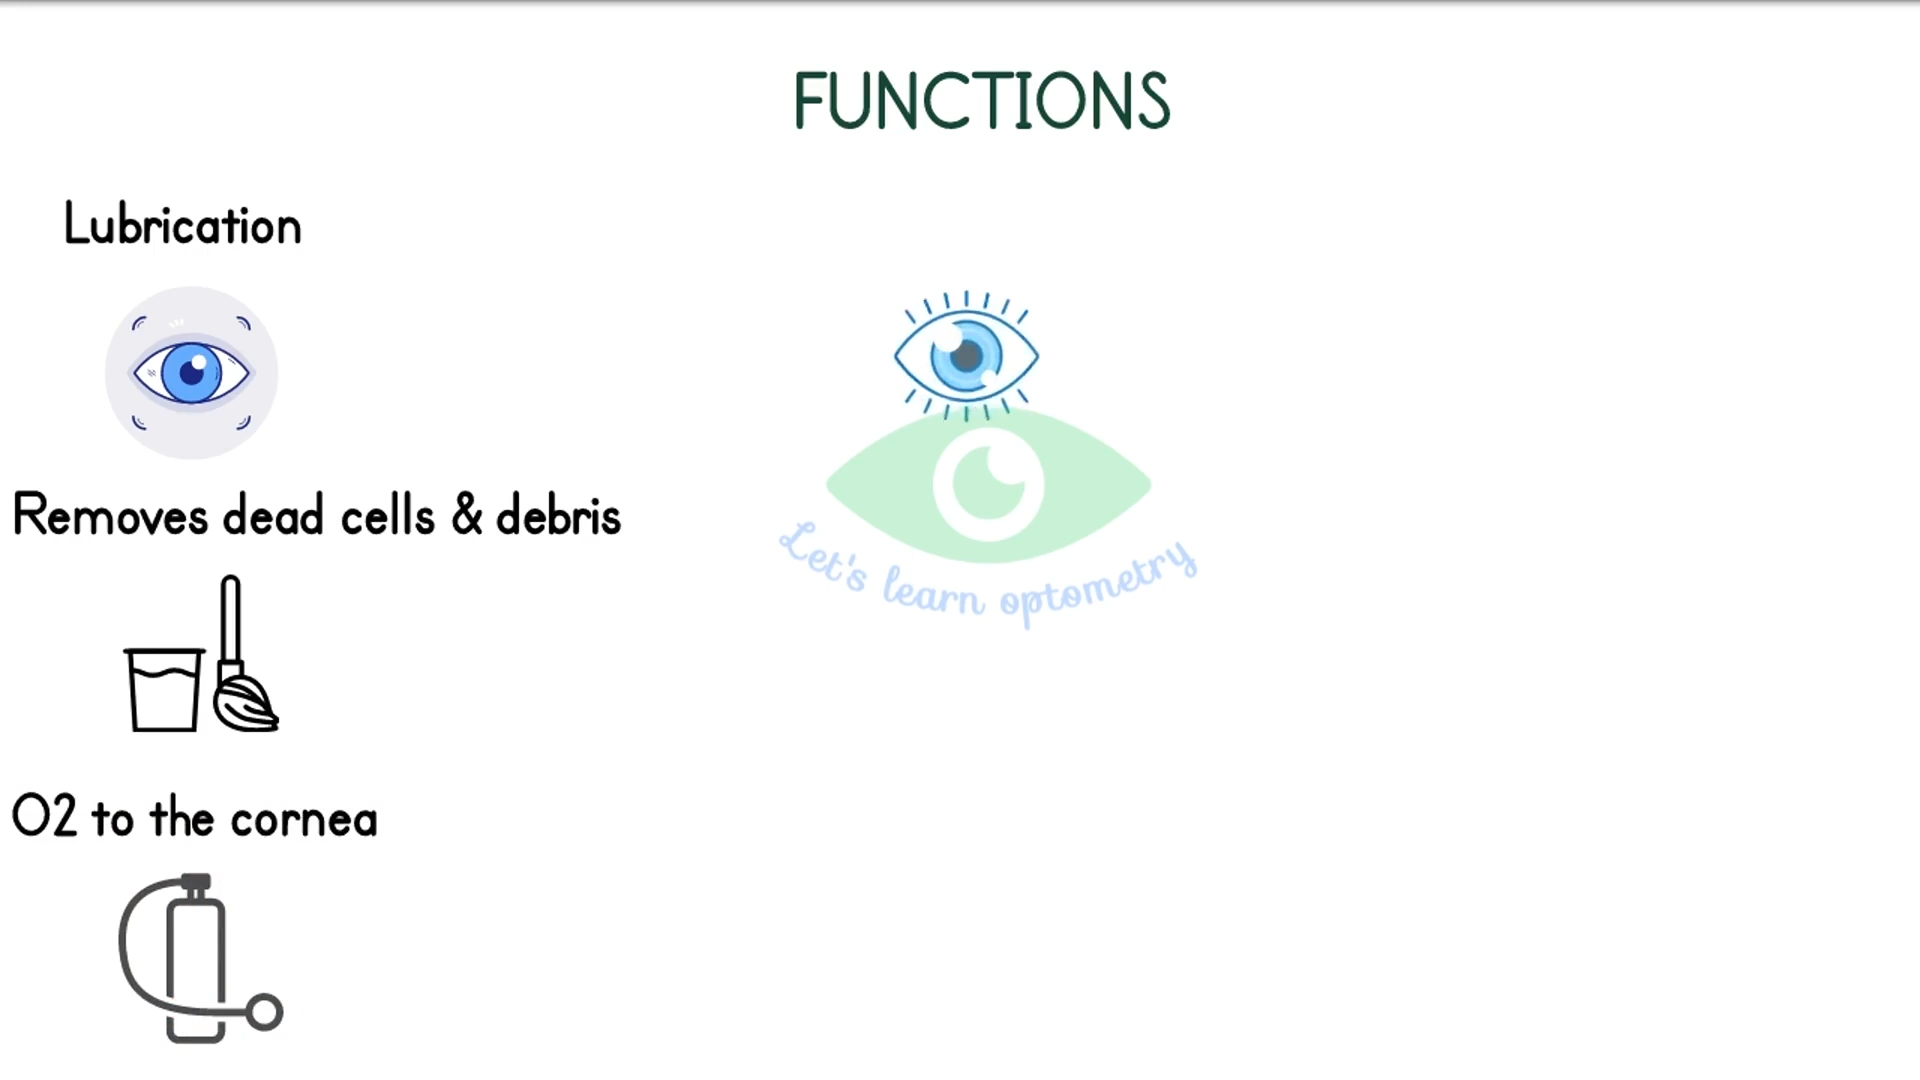 FUNCTIONS
Lubrication
Removes dead cells & debris
O2 to the cornea
Let's learn optometry